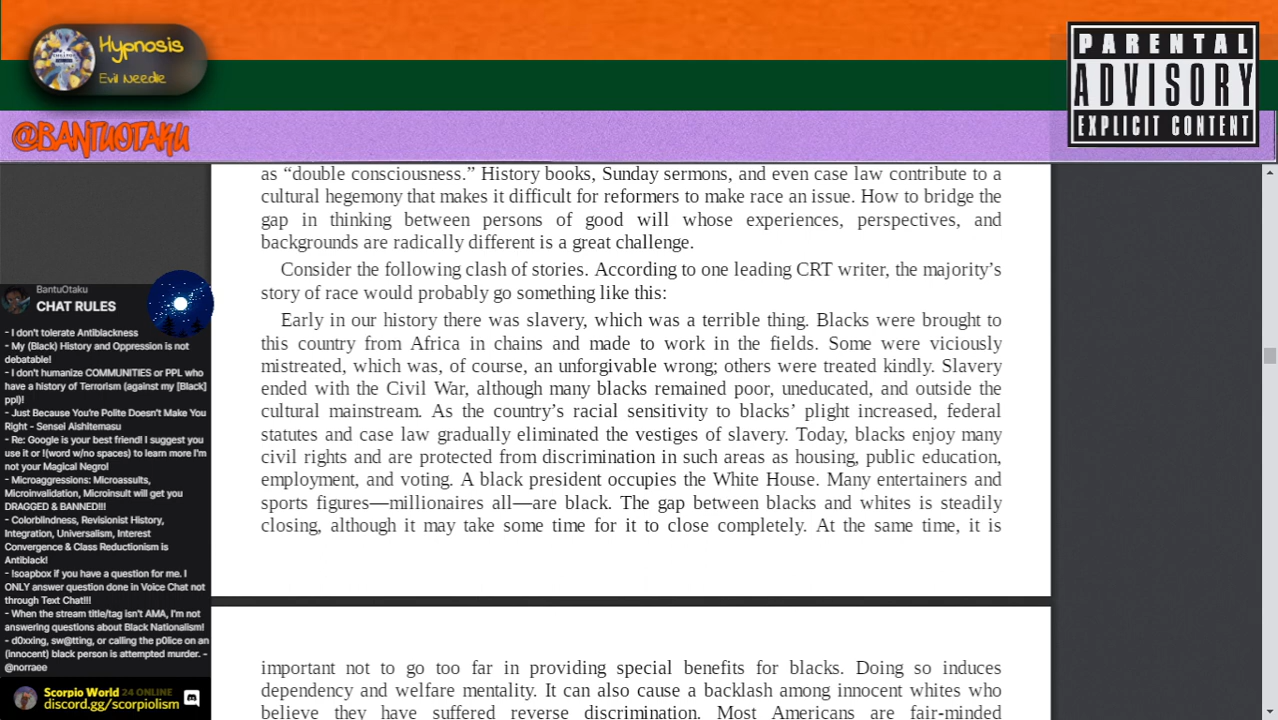 Hypnosis
Evil Needle
PARENTAL
ADVISORY
EXPLICIT CONTENT
@BANTUOTAKU
as “double consciousness.” History books, Sunday sermons, and even case law contribute to a
cultural hegemony that makes it difficult for reformers to make race an issue. How to bridge the
gap in thinking between persons of good will whose experiences, perspectives, and
backgrounds are radically different is a great challenge.
Consider the following clash of stories. According to one leading CRT writer, the majority’s
story of race would probably go something like this:
Early in our history there was slavery, which was a terrible thing. Blacks were brought to
this country from Africa in chains and made to work in the fields. Some were viciously
mistreated, which was, of course, an unforgivable wrong; others were treated kindly. Slavery
ended with the Civil War, although many blacks remained poor, uneducated, and outside the
cultural mainstream. As the country’s racial sensitivity to blacks’ plight increased, federal
statutes and case law gradually eliminated the vestiges of slavery. Today, blacks enjoy many
civil rights and are protected from discrimination in such areas as housing, public education,
employment, and voting. A black president occupies the White House. Many entertainers and
sports figures—millionaires all—are black. The gap between blacks and whites is steadily
closing, although it may take some time for it to close completely. At the same time, it is
important not to go too far in providing special benefits for blacks. Doing so induces
dependency and welfare mentality. It can also cause a backlash among innocent whites who
believe they have suffered reverse discrimination. Most Americans are fair-minded
BantuOtaku
CHAT RULES
- I don't tolerate Antiblackness
- My (Black) History and Oppression is not
debatable!
- I don't humanize COMMUNITIES or PPL who
have a history of Terrorism (against my [Black]
ppl)!
- Just Because You're Polite Doesn't Make You
Right - Sensei Aishitemasu
- Re: Google is your best friend! I suggest you
use it or !(word w/no spaces) to learn more I'm
not your Magical Negro!
- Microaggressions: Microassults,
Microinvalidation, Microinsult will get you
DRAGGED & BANNED!!!
- Colorblindness, Revisionist History,
Integration, Universalism, Interest
Convergence & Class Reductionism is
Antiblack!
- !soapbox if you have a question for me. I
ONLY answer question done in Voice Chat not
through Text Chat!!!
- When the stream title/tag isn't AMA, I'm not
answering questions about Black Nationalism!
- d0xxing, sw@tting, or calling the p0lice on an
(innocent) black person is attempted murder. -
@norraee
Scorpio World 24 ONLINE
discord.gg/scorpiolism